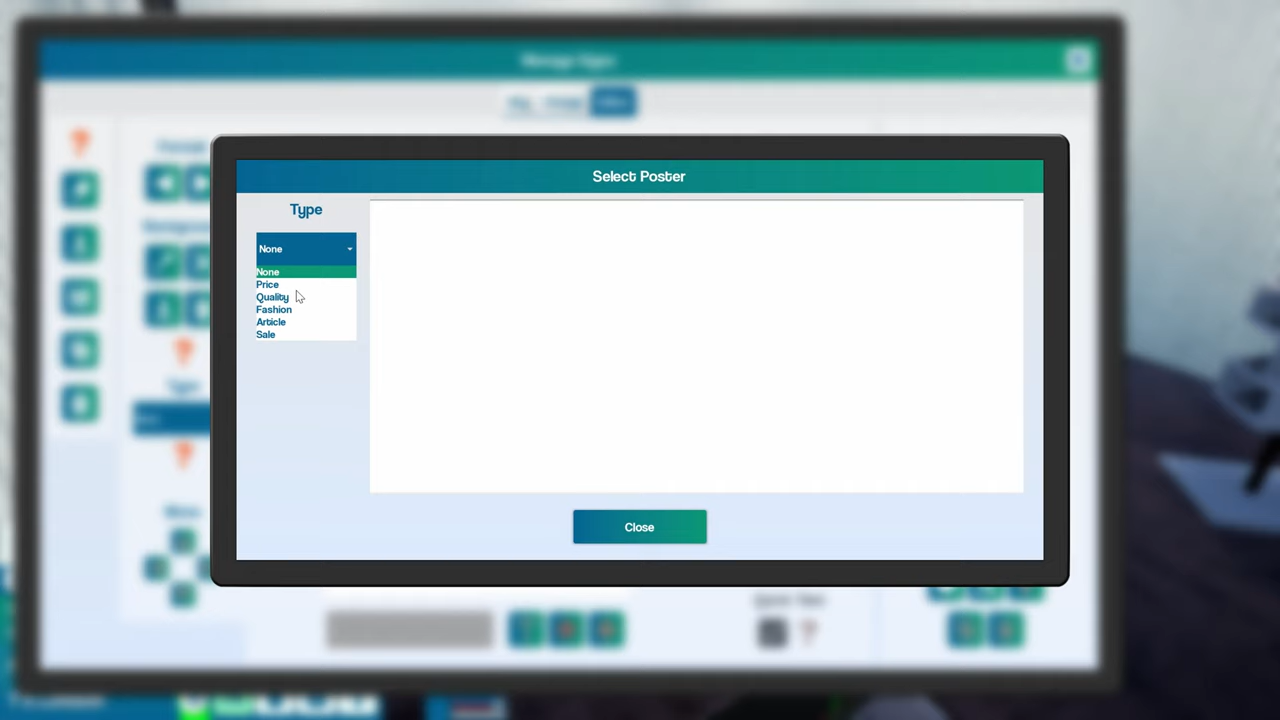 Select Poster
Type
None
None
Price
Quality
Fashion
Article
Sale
Close